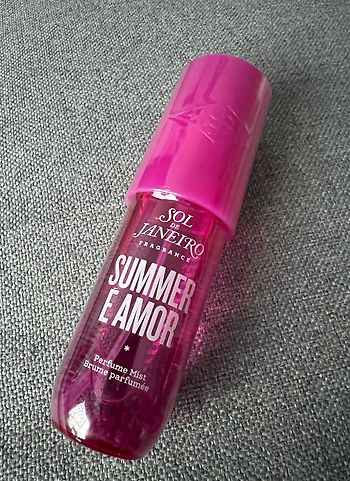 SOL
DE
JANEIRO
FRAGRANCE
SUMMER
É AMOR
*
Perfume Mist
Brume parfumée